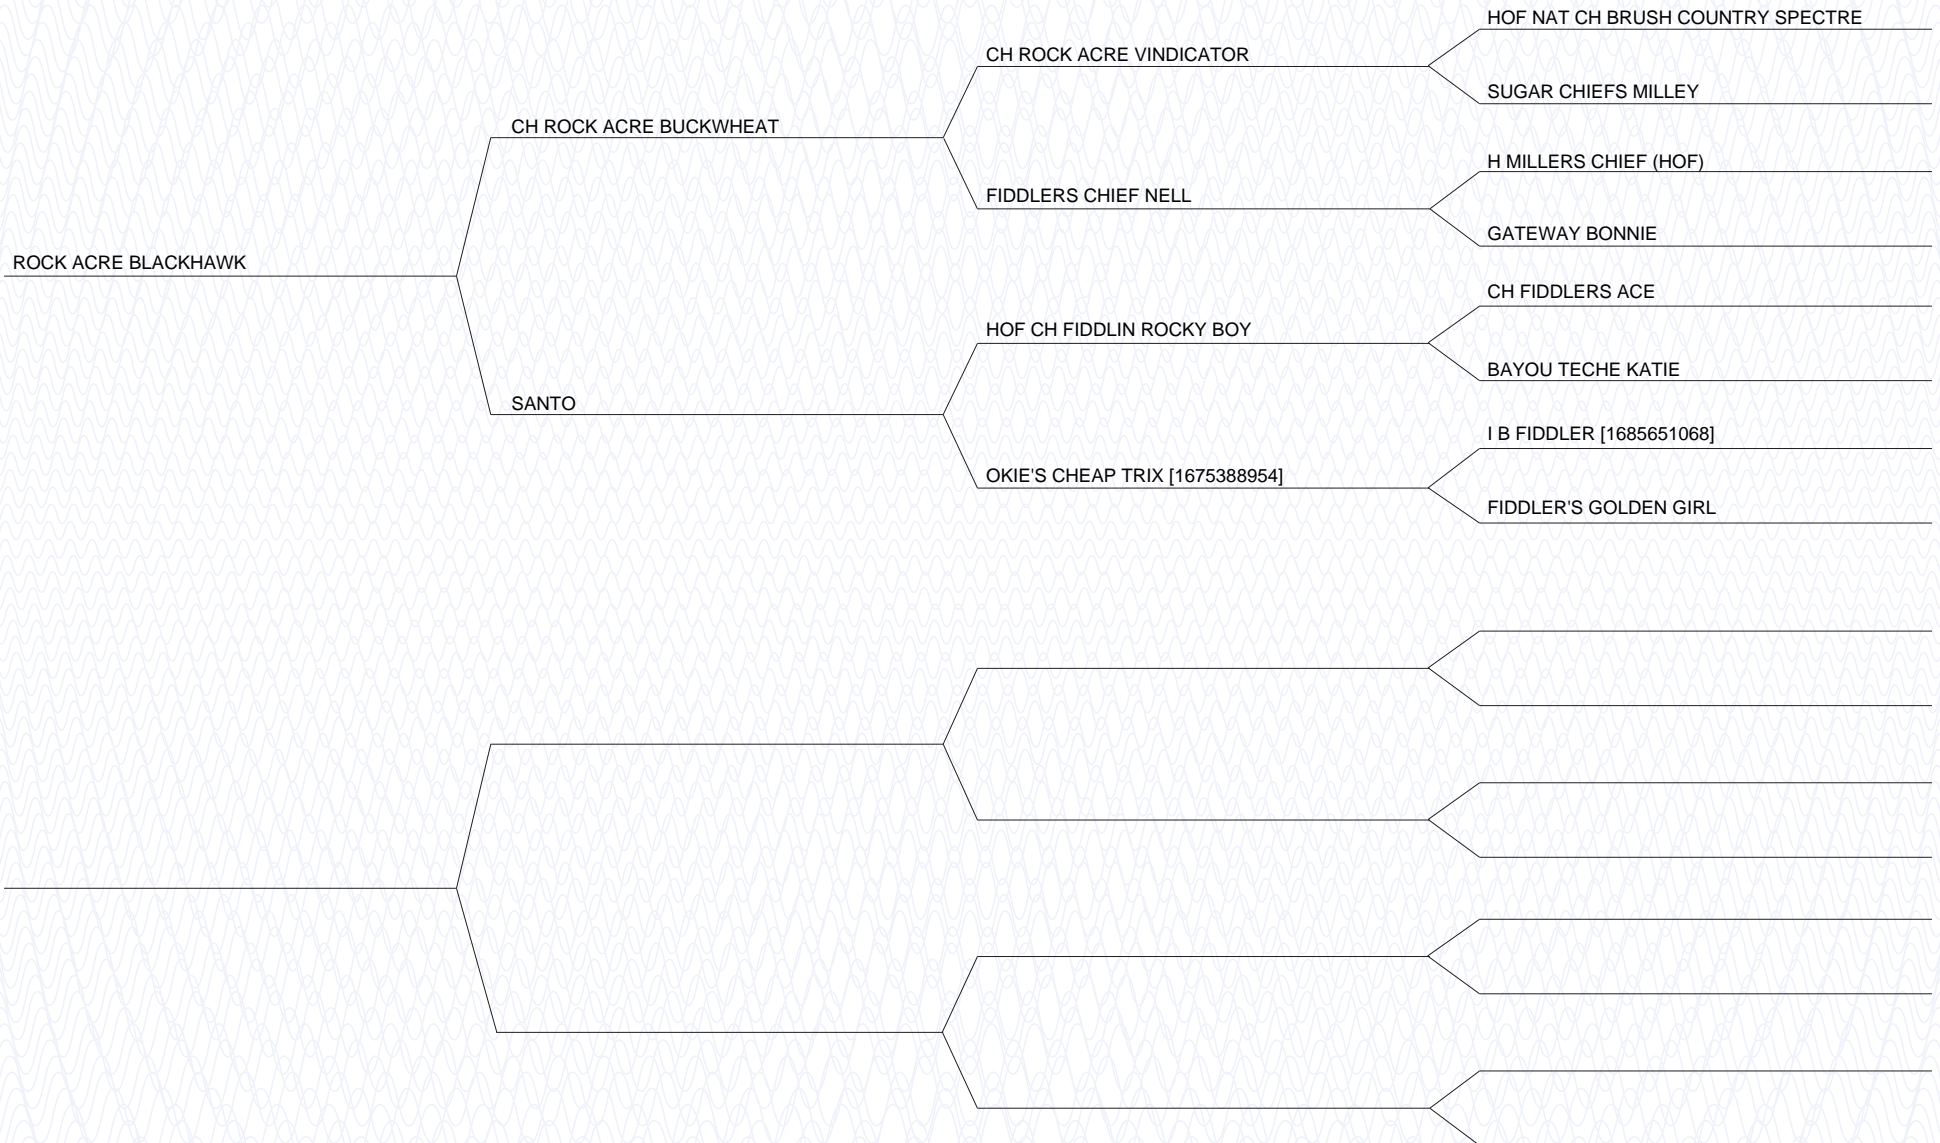 HOF NAT CH BRUSH COUNTRY SPECTRE
CH ROCK ACRE VINDICATOR
SUGAR CHIEFS MILLEY
CH ROCK ACRE BUCKWHEAT
H MILLERS CHIEF (HOF)
FIDDLERS CHIEF NELL
GATEWAY BONNIE
ROCK ACRE BLACKHAWK
CH FIDDLERS ACE
HOF CH FIDDLIN ROCKY BOY
BAYOU TECHE KATIE
SANTO
I B FIDDLER [1685651068]
OKIE'S CHEAP TRIX [1675388954]
FIDDLER'S GOLDEN GIRL